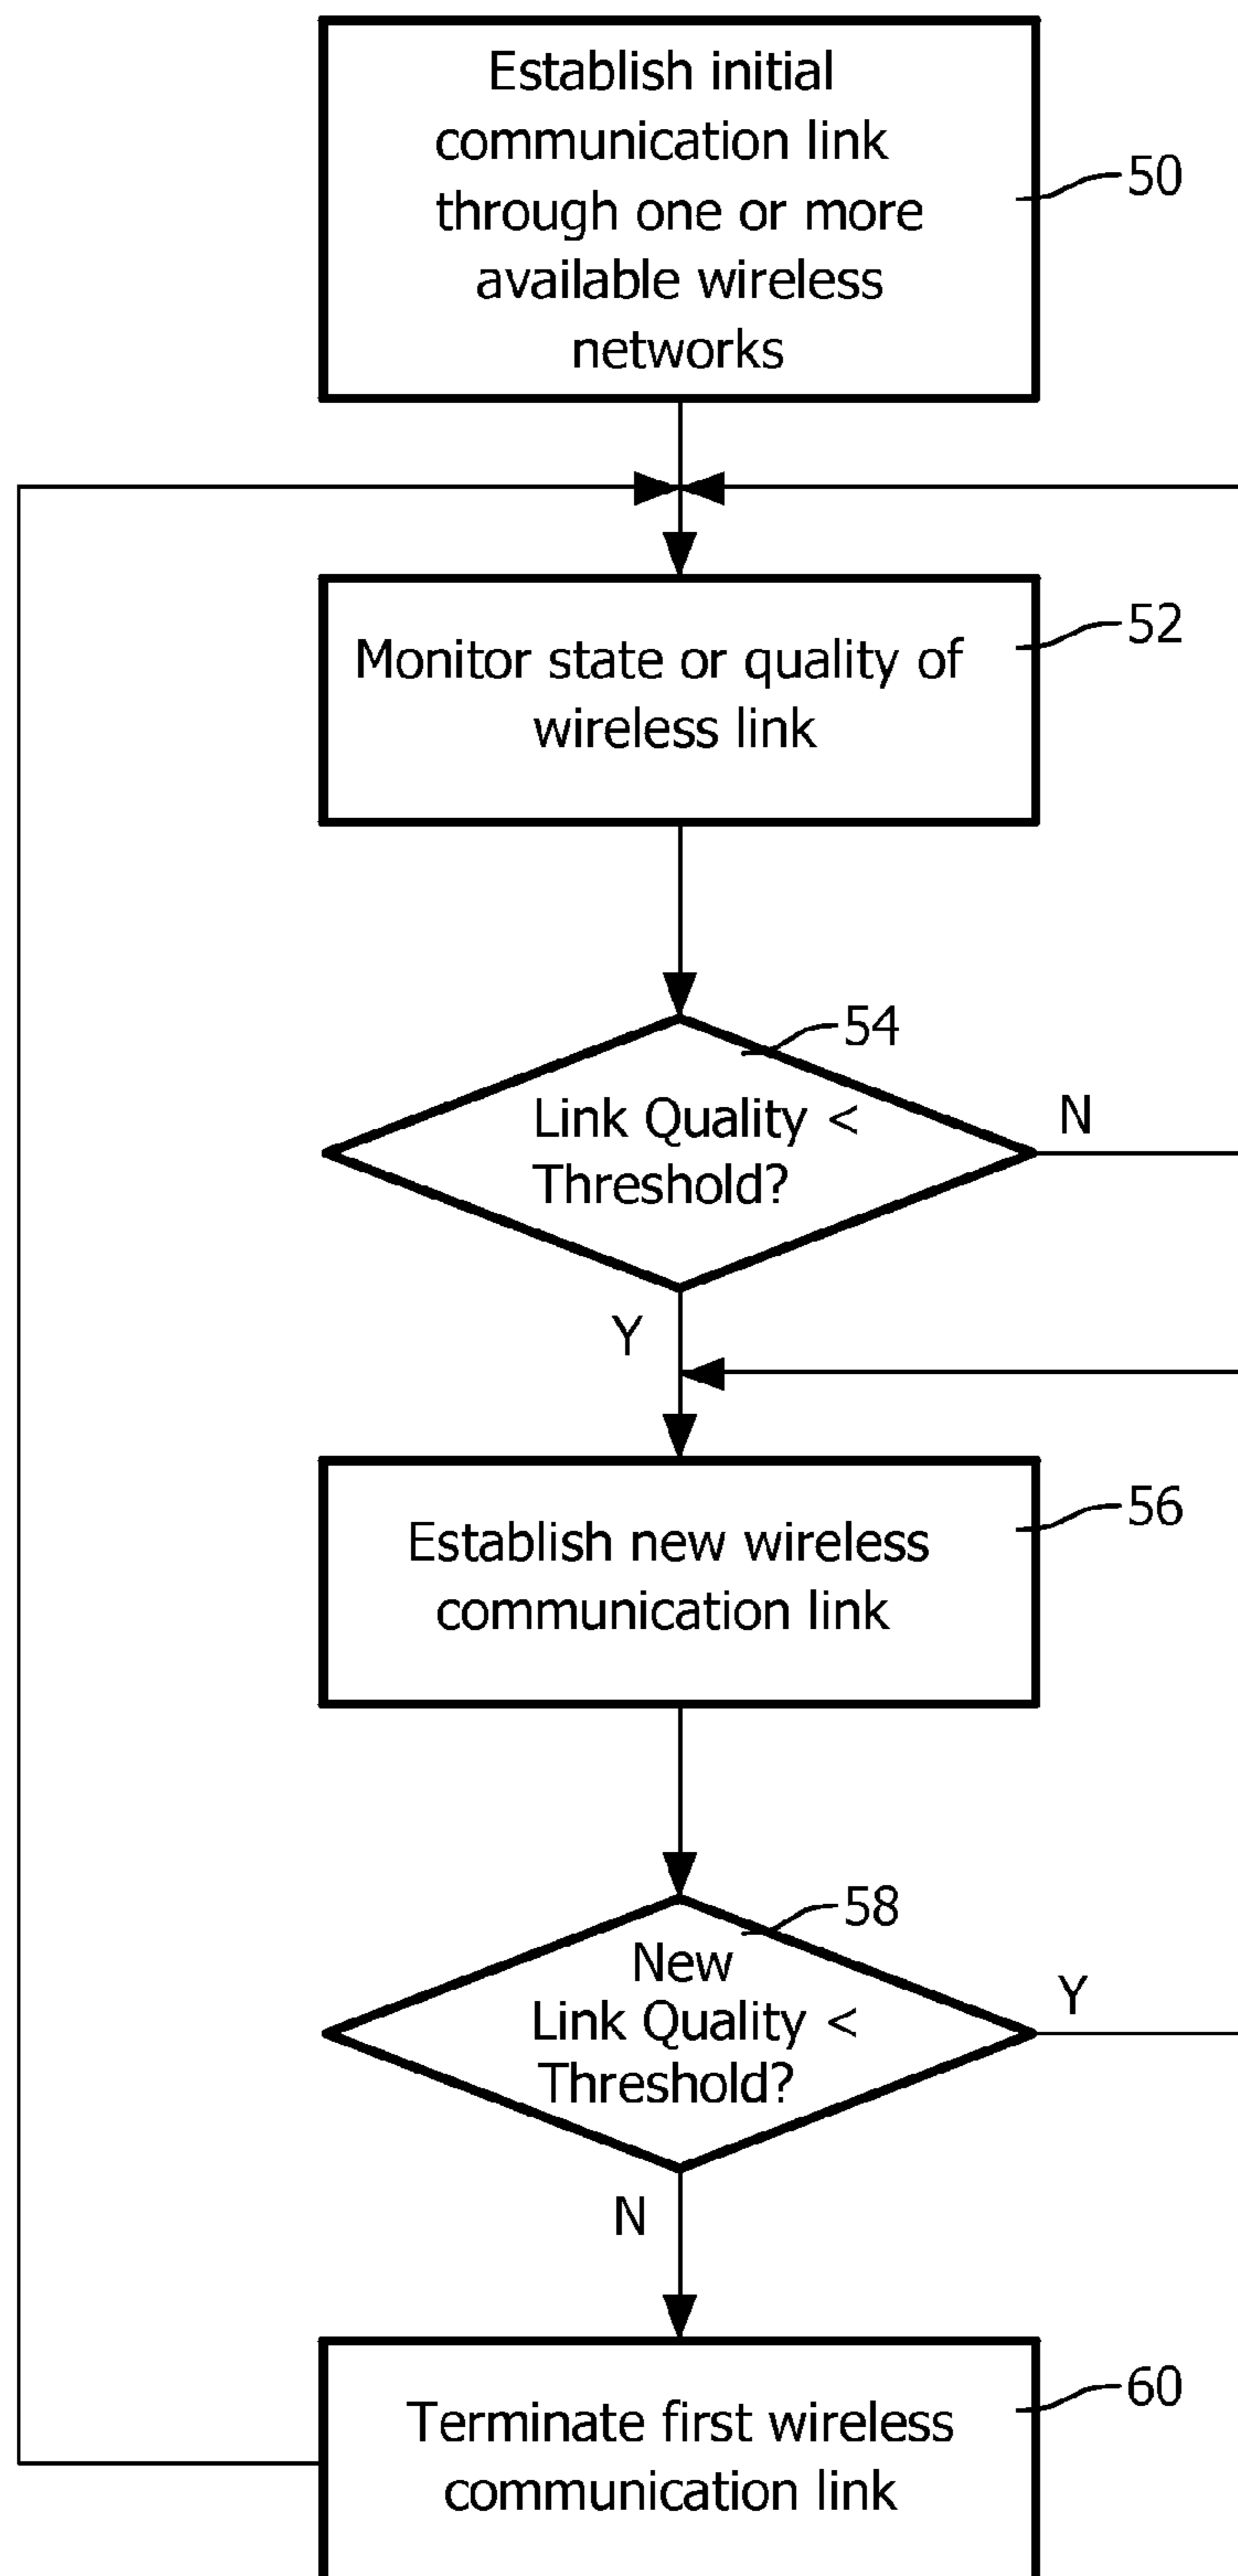 Establish initial
communication link
through one or more
available wireless
networks
50
Monitor state or quality of
wireless link
52
54
Link Quality <
Threshold?
N
Y
Establish new wireless
communication link
56
58
New
Link Quality <
Threshold?
Y
N
Terminate first wireless
communication link
60